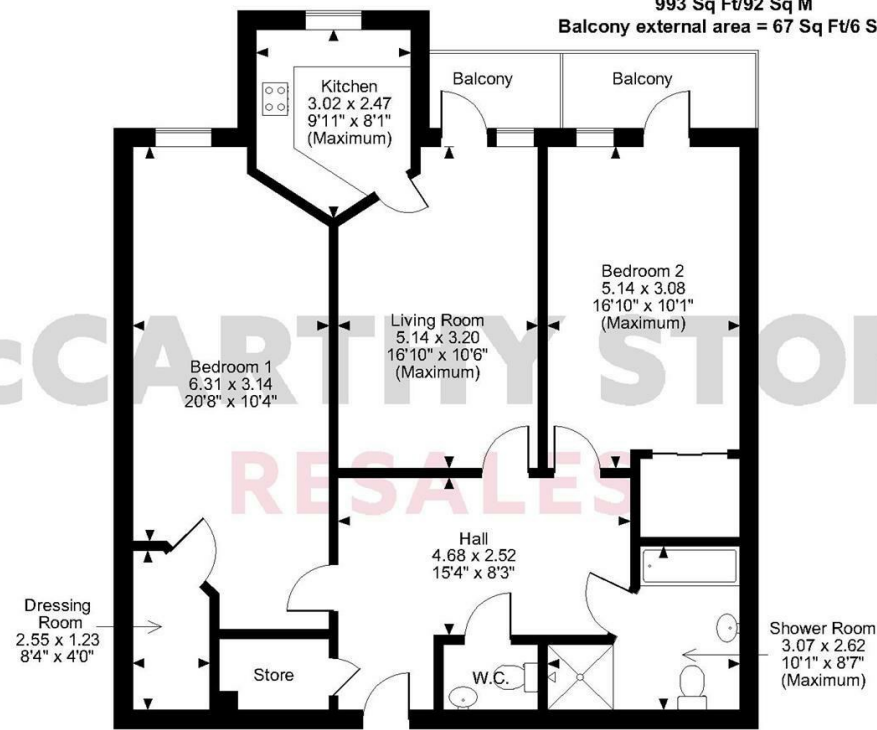 993 Sq Ft/92 Sq M
Balcony external area = 67 Sq Ft/6 S
Kitchen
3.02 x 2.47
9'11" x 8'1"
(Maximum)
Balcony
Balcony
Bedroom 2
5.14 x 3.08
16'10" x 10'1"
(Maximum)
Living Room
5.14 x 3.20
16'10" x 10'6"
(Maximum)
Bedroom 1
6.31 x 3.14
20'8" x 10'4"
cCARTHY STO
RESALES
Hall
4.68 x 2.52
15'4" x 8'3"
Dressing
Room
2.55 x 1.23
8'4" x 4'0"
Store
W.C.
Shower Room
3.07 x 2.62
10'1" x 8'7"
(Maximum)